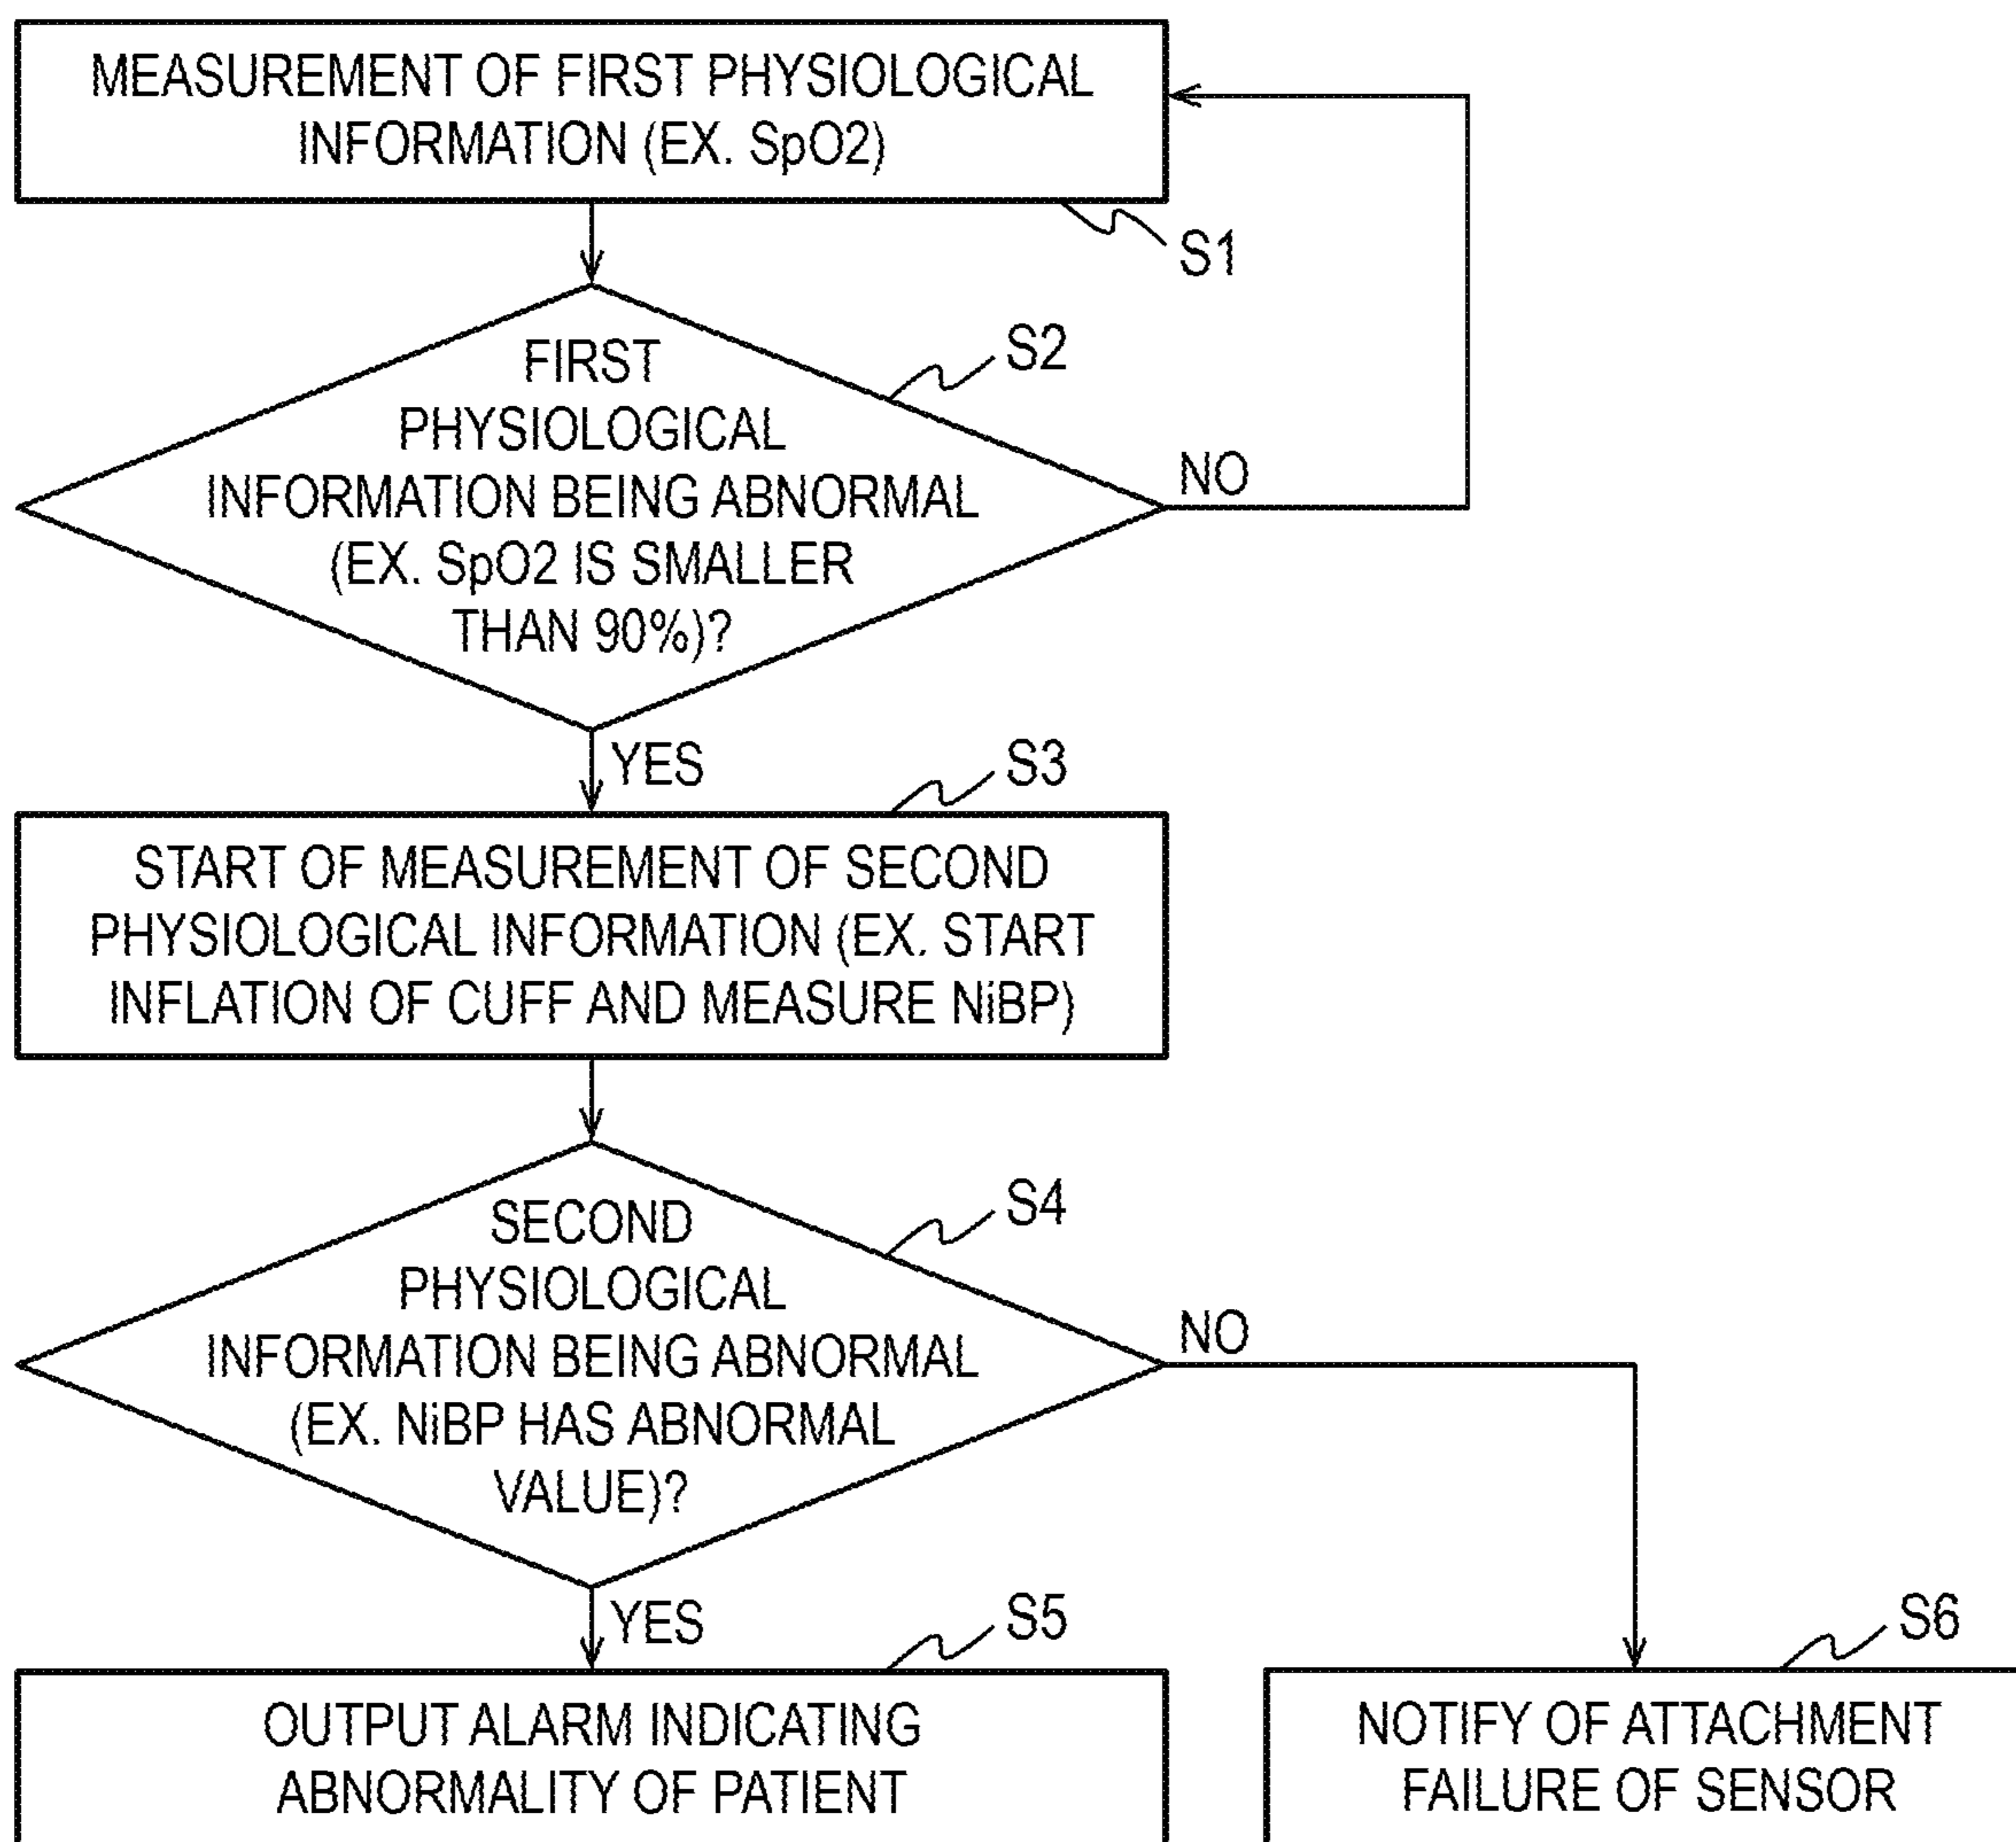 MEASUREMENT OF FIRST PHYSIOLOGICAL
INFORMATION (EX. SpO2)
S1
FIRST
PHYSIOLOGICAL
INFORMATION BEING ABNORMAL
(EX. SpO2 IS SMALLER
THAN 90%)?
S2
NO
YES
S3
START OF MEASUREMENT OF SECOND
PHYSIOLOGICAL INFORMATION (EX. START
INFLATION OF CUFF AND MEASURE NiBP)
SECOND
PHYSIOLOGICAL
INFORMATION BEING ABNORMAL
(EX. NiBP HAS ABNORMAL
VALUE)?
S4
NO
YES
S5
OUTPUT ALARM INDICATING
ABNORMALITY OF PATIENT
S6
NOTIFY OF ATTACHMENT
FAILURE OF SENSOR